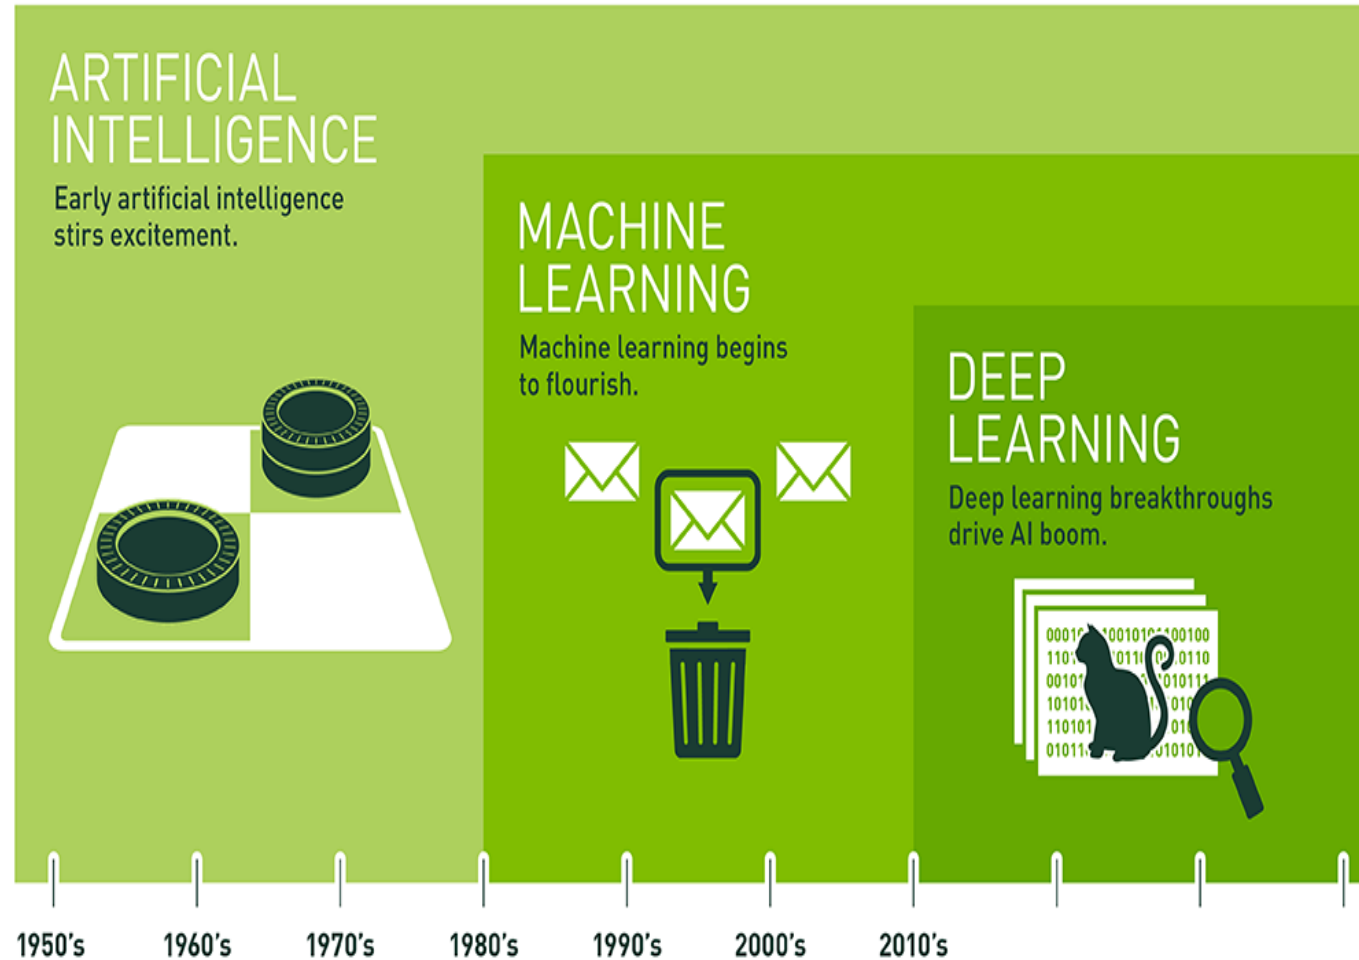 ARTIFICIAL
INTELLIGENCE
Early artificial intelligence
stirs excitement.
MACHINE
LEARNING
Machine learning begins
to flourish.
DEEP
LEARNING
Deep learning breakthroughs
drive AI boom.
1950's
1960's
1970's
1980's
1990's
2000's
2010's